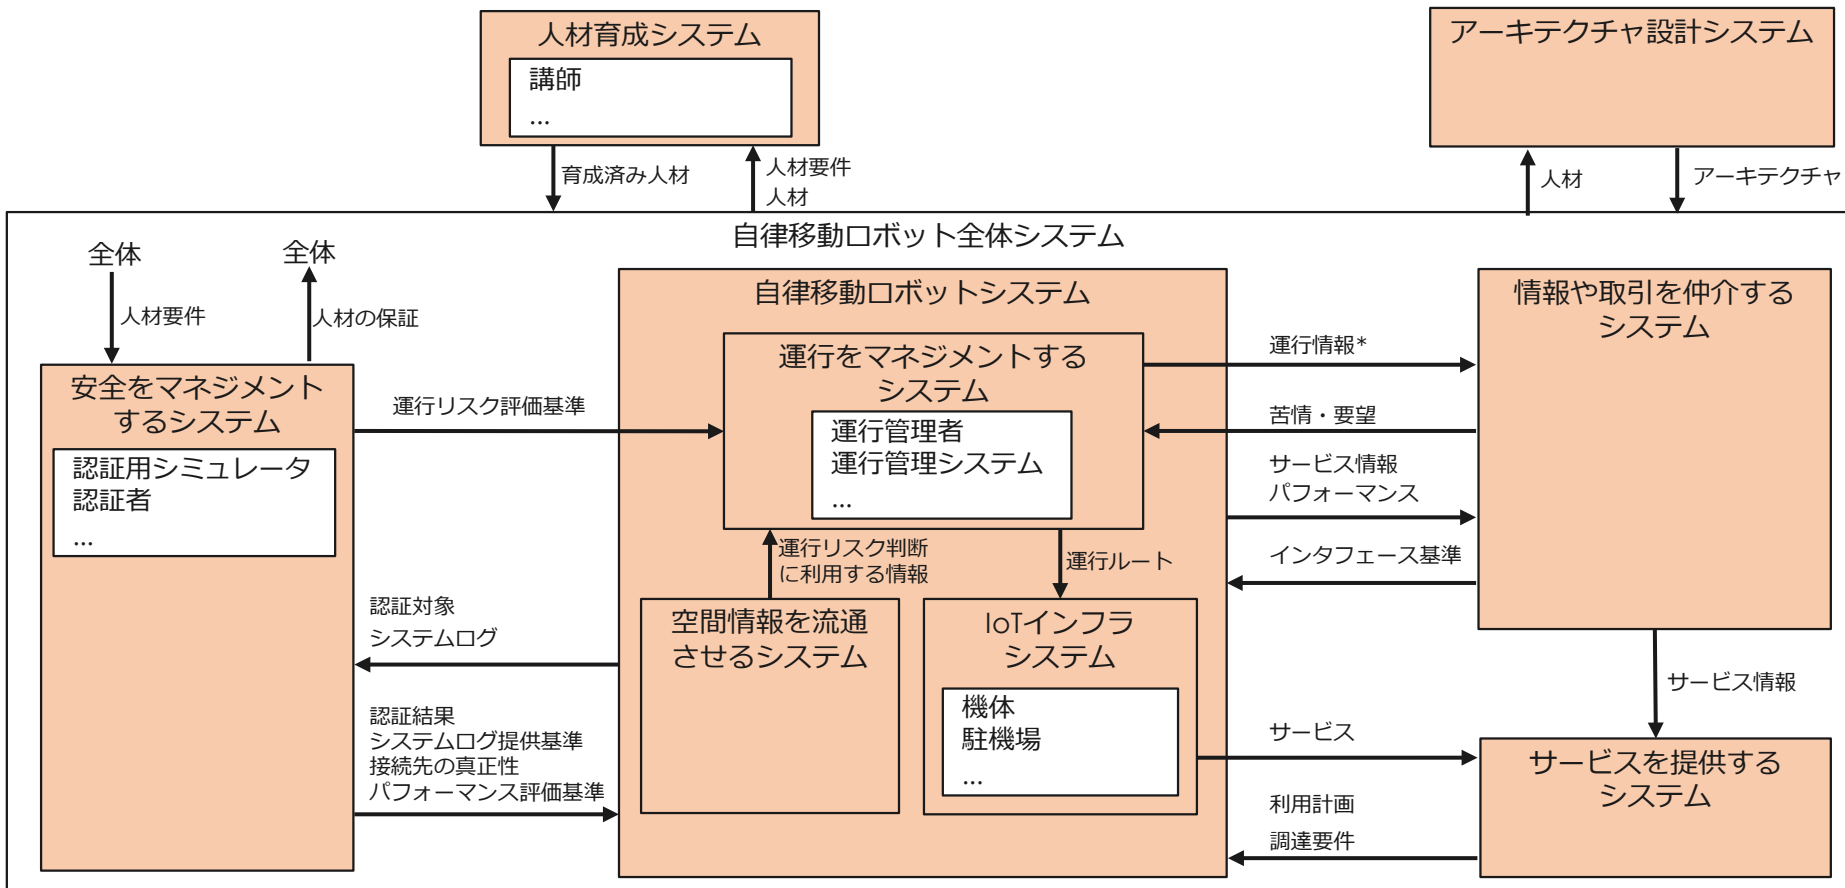 人材育成システム
講師
...
アーキテクチャ設計システム
育成済み人材
人材要件
人材
人材
アーキテクチャ
自律移動ロボット全体システム
全体
全体
人材要件
人材の保証
安全をマネジメント
するシステム
認証用シミュレータ
認証者
...
運行リスク評価基準
認証対象
システムログ
認証結果
システムログ提供基準
接続先の真正性
パフォーマンス評価基準
自律移動ロボットシステム
運行をマネジメントする
システム
運行管理者
運行管理システム
...
運行リスク判断
に利用する情報
運行ルート
空間情報を流通
させるシステム
IoTインフラ
システム
機体
駐機場
...
運行情報*
苦情・要望
サービス情報
パフォーマンス
インタフェース基準
サービス
利用計画
調達要件
情報や取引を仲介する
システム
サービス情報
サービスを提供する
システム